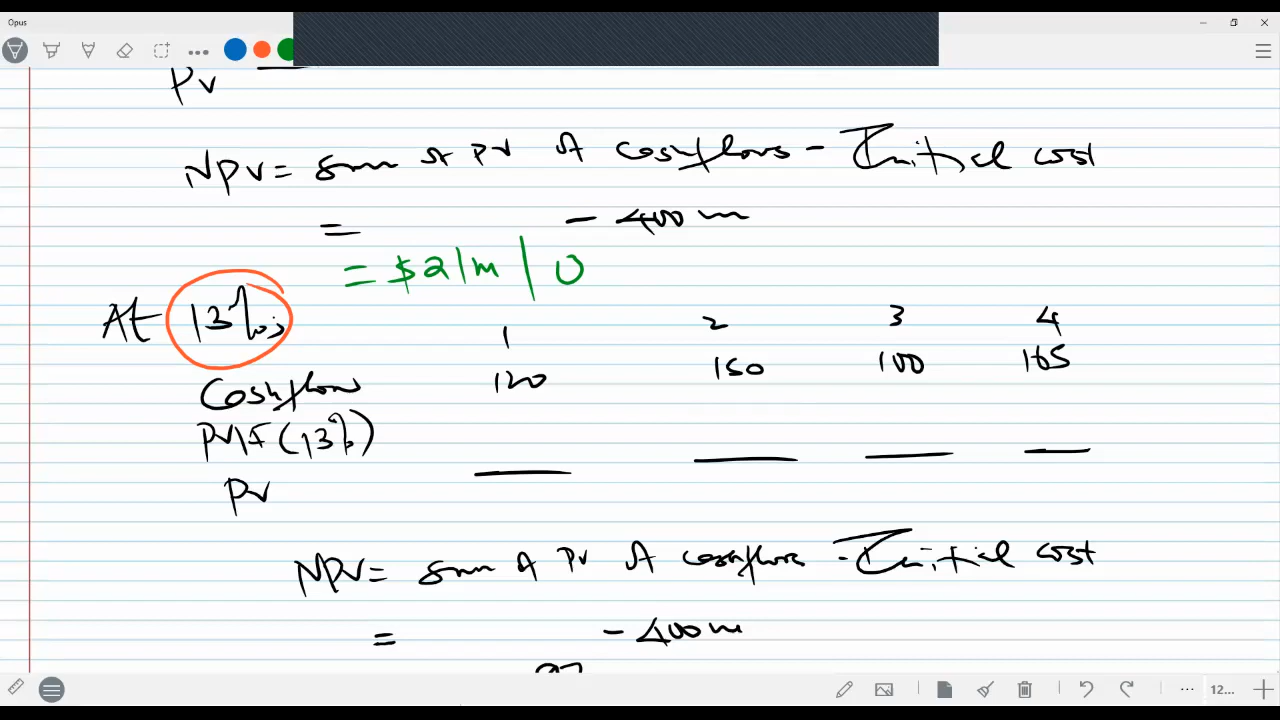 Opus
PV
NPV = sum of PV of cashflows - Initial cost
= - 400m
= $21m | 0
At 13%;
1 2 3 4
Cashflow 120 150 100 165
PVIF (13%)
PV
NPV = sum of PV of cashflows - Initial cost
= - 400m
12...